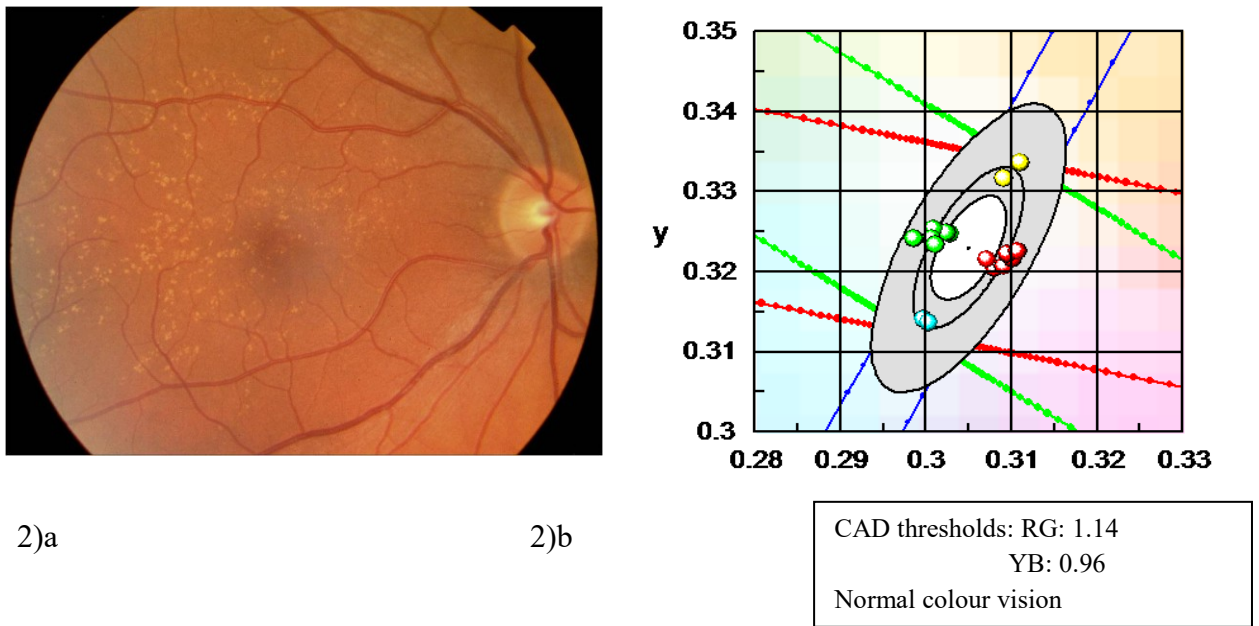 0.35
0.34
0.33
y
0.32
0.31
0.3
0.28 0.29 0.3 0.31 0.32 0.33
2)a 2)b
CAD thresholds: RG: 1.14
YB: 0.96
Normal colour vision